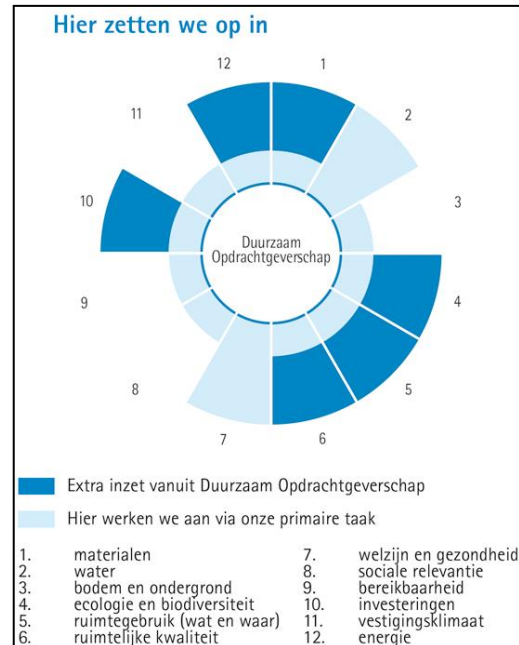 Hier zetten we op in
12
1
11
2
10
3
Duurzaam
Opdrachtgeverschap
9
4
8
5
7
6
Extra inzet vanuit Duurzaam Opdrachtgeverschap
Hier werken we aan via onze primaire taak
1. materialen
2. water
3. bodem en ondergrond
4. ecologie en biodiversiteit
5. ruimtegebruik (wat en waar)
6. ruimtelijke kwaliteit
7. welzijn en gezondheid
8. sociale relevantie
9. bereikbaarheid
10. investeringen
11. vestigingsklimaat
12. energie